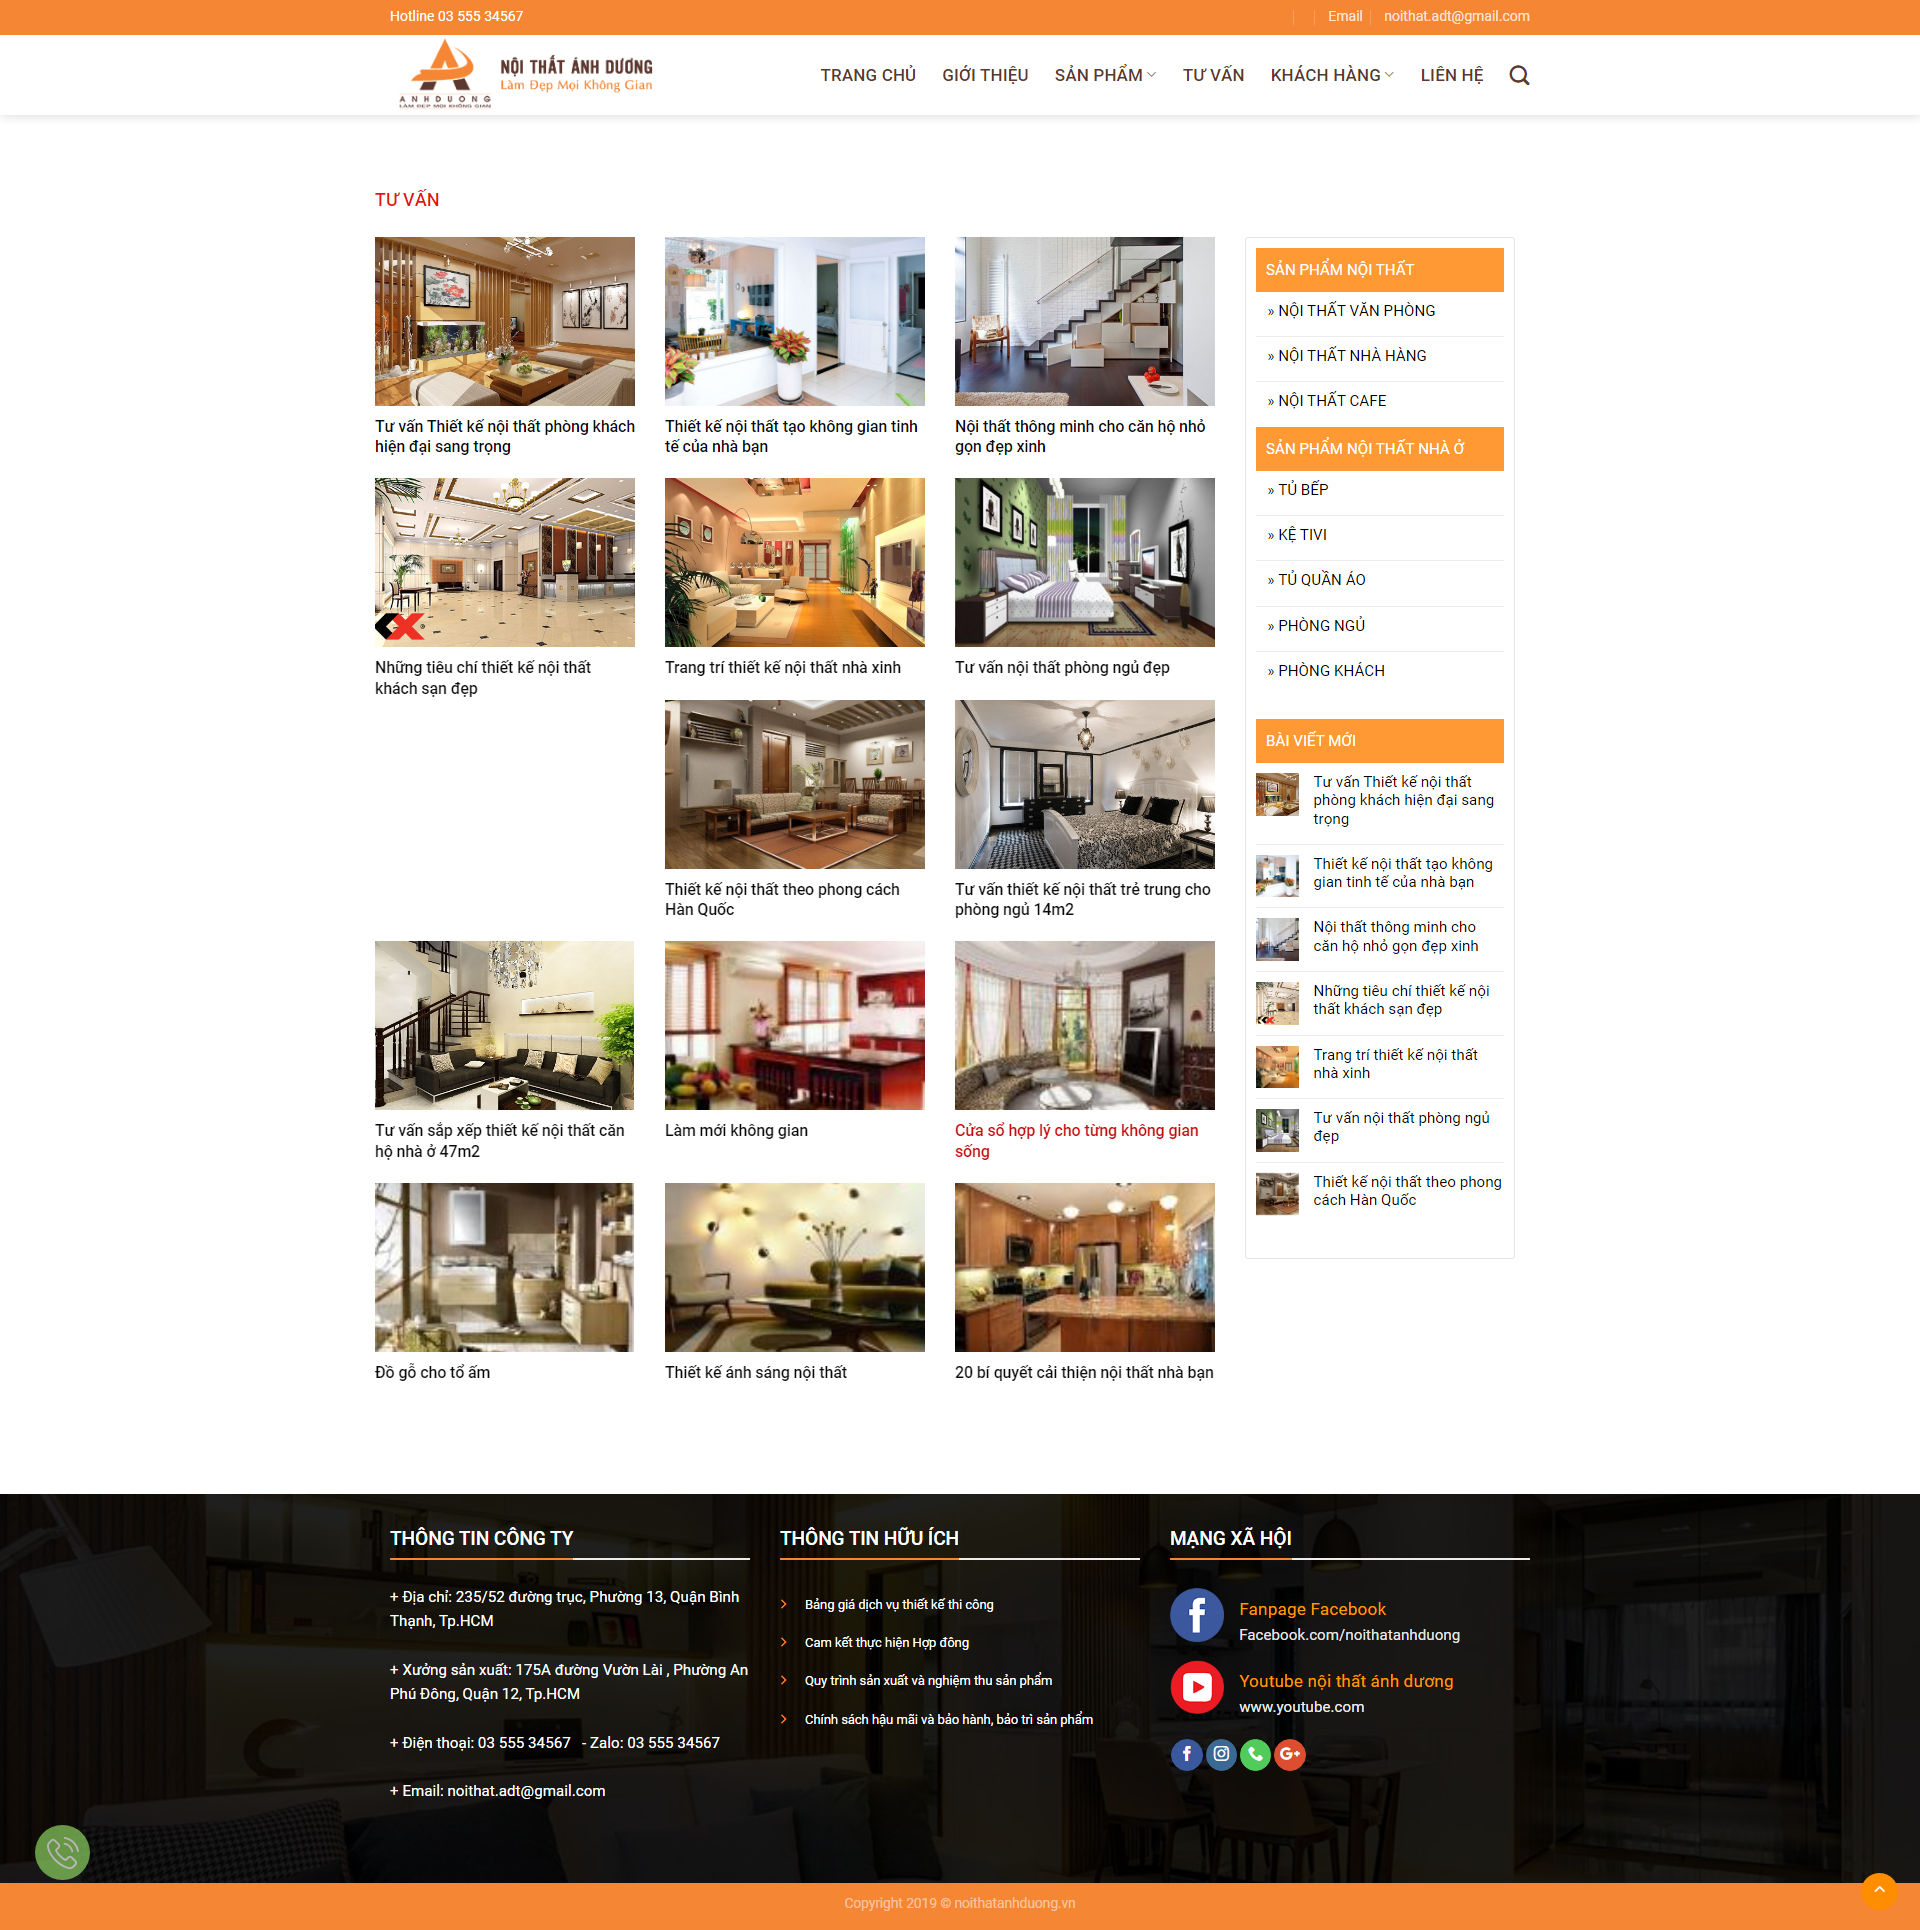 Hotline 03 555 34567
Email
noithat.adt@gmail.com
ANHDUONG
LÀM ĐẸP MỌI KHÔNG GIAN
NỘI THẤT ÁNH DƯƠNG
Làm Đẹp Mọi Không Gian
TRANG CHỦ
GIỚI THIỆU
SẢN PHẨM
TƯ VẤN
KHÁCH HÀNG
LIÊN HỆ
TƯ VẤN
Tư vấn Thiết kế nội thất phòng khách
hiện đại sang trọng
Thiết kế nội thất tạo không gian tinh
tế của nhà bạn
Nội thất thông minh cho căn hộ nhỏ
gọn đẹp xinh
Những tiêu chí thiết kế nội thất
khách sạn đẹp
Trang trí thiết kế nội thất nhà xinh
Tư vấn nội thất phòng ngủ đẹp
Thiết kế nội thất theo phong cách
Hàn Quốc
Tư vấn thiết kế nội thất trẻ trung cho
phòng ngủ 14m2
Tư vấn sắp xếp thiết kế nội thất căn
hộ nhà ở 47m2
Làm mới không gian
Cửa sổ hợp lý cho từng không gian
sống
Đồ gỗ cho tổ ấm
Thiết kế ánh sáng nội thất
20 bí quyết cải thiện nội thất nhà bạn
SẢN PHẨM NỘI THẤT
» NỘI THẤT VĂN PHÒNG
» NỘI THẤT NHÀ HÀNG
» NỘI THẤT CAFE
SẢN PHẨM NỘI THẤT NHÀ Ở
» TỦ BẾP
» KỆ TIVI
» TỦ QUẦN ÁO
» PHÒNG NGỦ
» PHÒNG KHÁCH
BÀI VIẾT MỚI
Tư vấn Thiết kế nội thất
phòng khách hiện đại sang
trọng
Thiết kế nội thất tạo không
gian tinh tế của nhà bạn
Nội thất thông minh cho
căn hộ nhỏ gọn đẹp xinh
Những tiêu chí thiết kế nội
thất khách sạn đẹp
Trang trí thiết kế nội thất
nhà xinh
Tư vấn nội thất phòng ngủ
đẹp
Thiết kế nội thất theo phong
cách Hàn Quốc
THÔNG TIN CÔNG TY
+ Địa chỉ: 235/52 đường trục, Phường 13, Quận Bình
Thạnh, Tp.HCM
+ Xưởng sản xuất: 175A đường Vườn Lài , Phường An
Phú Đông, Quận 12, Tp.HCM
+ Điện thoại: 03 555 34567 - Zalo: 03 555 34567
+ Email: noithat.adt@gmail.com
THÔNG TIN HỮU ÍCH
Bảng giá dịch vụ thiết kế thi công
Cam kết thực hiện Hợp đồng
Quy trình sản xuất và nghiệm thu sản phẩm
Chính sách hậu mãi và bảo hành, bảo trì sản phẩm
MẠNG XÃ HỘI
Fanpage Facebook
Facebook.com/noithatanhduong
Youtube nội thất ánh dương
www.youtube.com
Copyright 2019 © noithatanhduong.vn